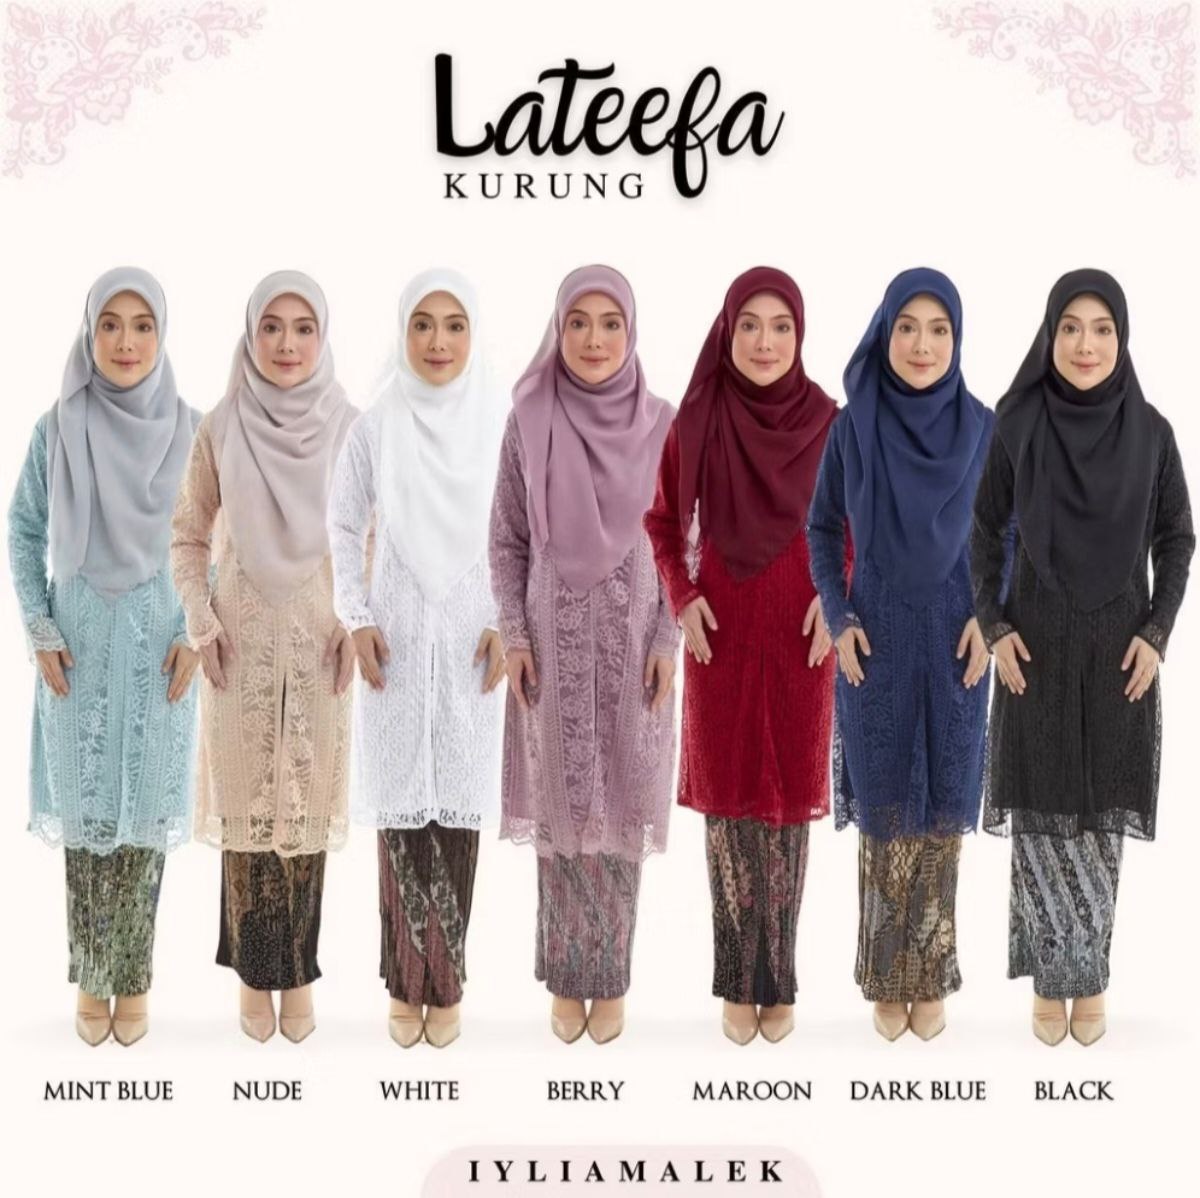 Lateefa
KURUNG
MINT BLUE
NUDE
WHITE
BERRY
MAROON
DARK BLUE
BLACK
IYLIAMALEK